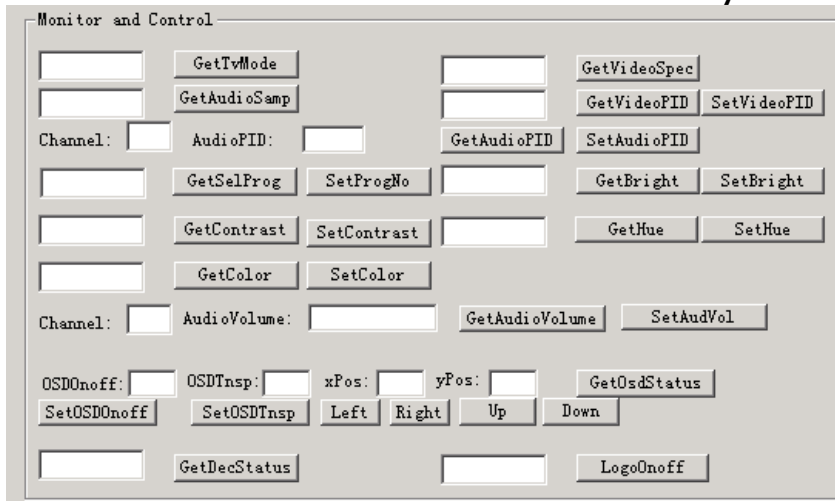 Monitor and Control
GetTvMode GetVideoSpec
GetAudioSamp GetVideoPID SetVideoPID
Channel: AudioPID: GetAudioPID SetAudioPID
GetSelProg SetProgNo GetBright SetBright
GetContrast SetContrast GetHue SetHue
GetColor SetColor
Channel: AudioVolume: GetAudioVolume SetAudVol
OSDOnoff: OSDTnsp: xPos: yPos: GetOsdStatus
SetOSDOnoff SetOSDTnsp Left Right Up Down
GetDecStatus LogoOnoff